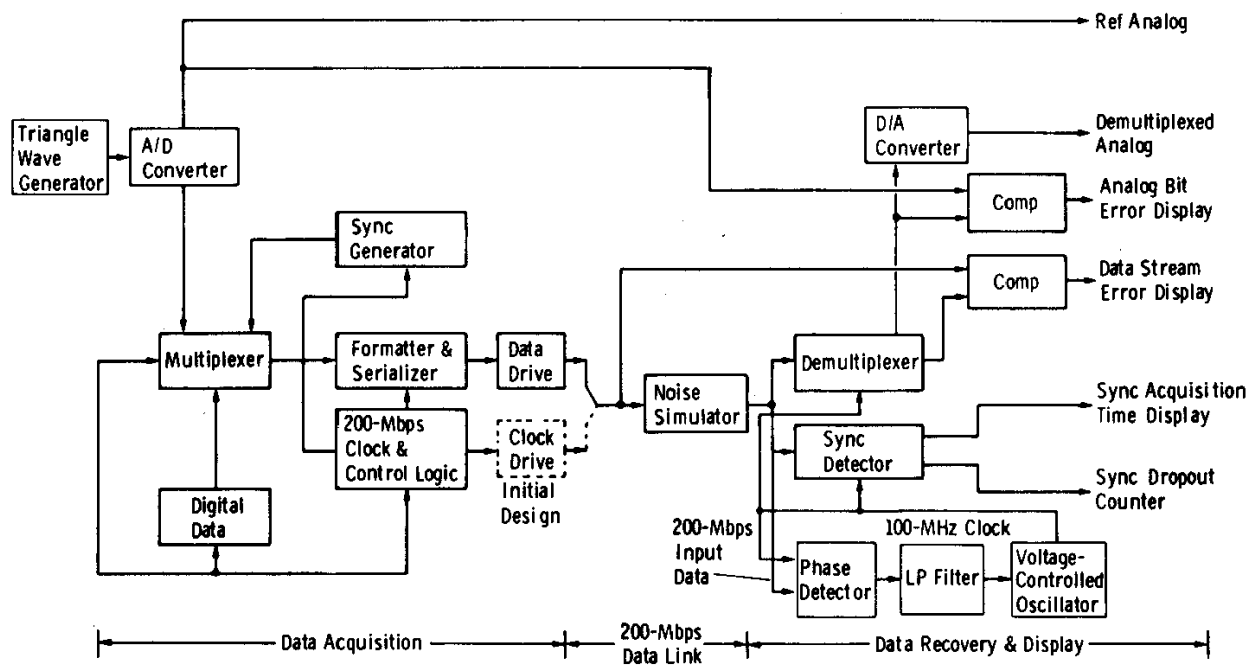 Ref Analog
Triangle
Wave
Generator
A/D
Converter
D/A
Converter
Demultiplexed
Analog
Comp
Analog Bit
Error Display
Sync
Generator
Comp
Data Stream
Error Display
Multiplexer
Formatter &
Serializer
Data
Drive
Noise
Simulator
Demultiplexer
200-Mbps
Clock &
Control Logic
Clock
Drive
Initial
Design
Sync
Detector
Sync Acquisition
Time Display
Sync Dropout
Counter
Digital
Data
200-Mbps
Input
Data
100-MHz Clock
Phase
Detector
LP Filter
Voltage-
Controlled
Oscillator
Data Acquisition
200-Mbps
Data Link
Data Recovery & Display